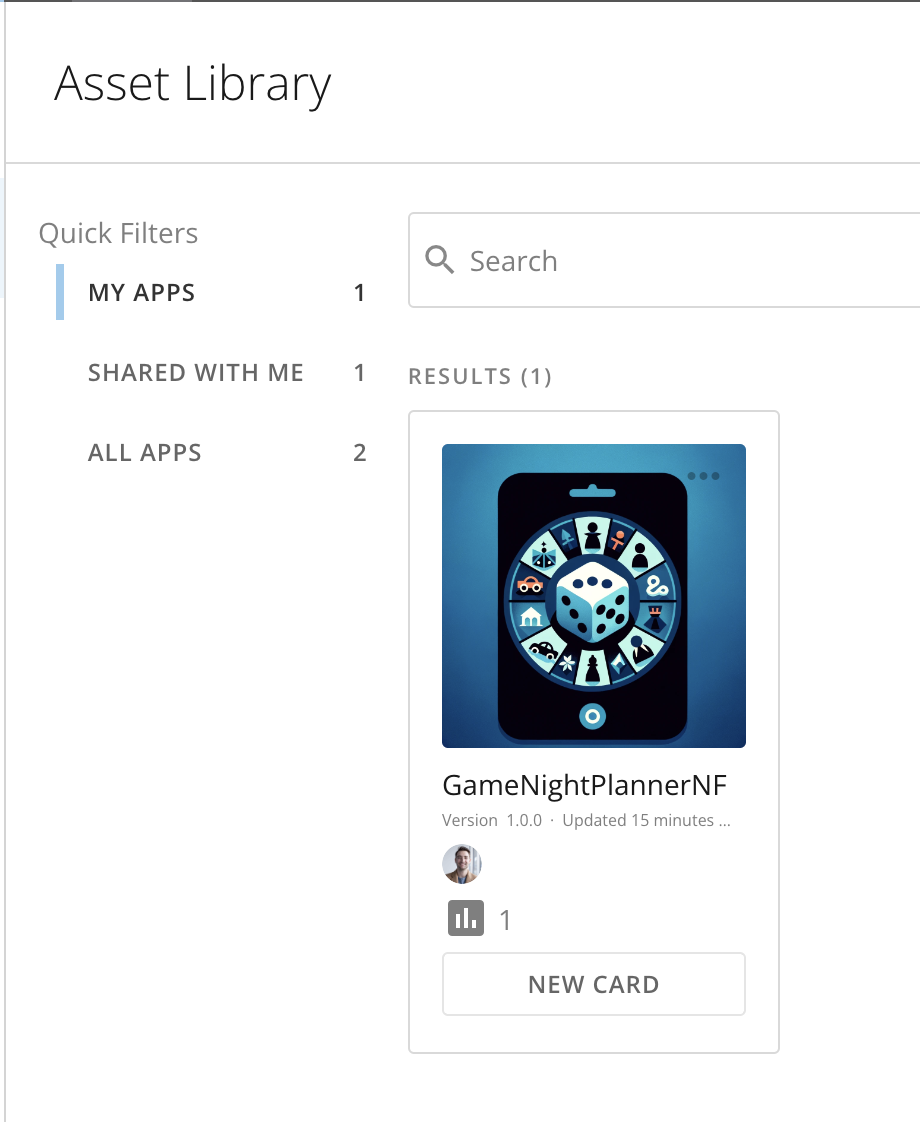 Asset Library
Quick Filters
MY APPS 1
SHARED WITH ME 1
ALL APPS 2
Search
RESULTS (1)
GameNightPlannerNF
Version 1.0.0 · Updated 15 minutes ...
1
NEW CARD